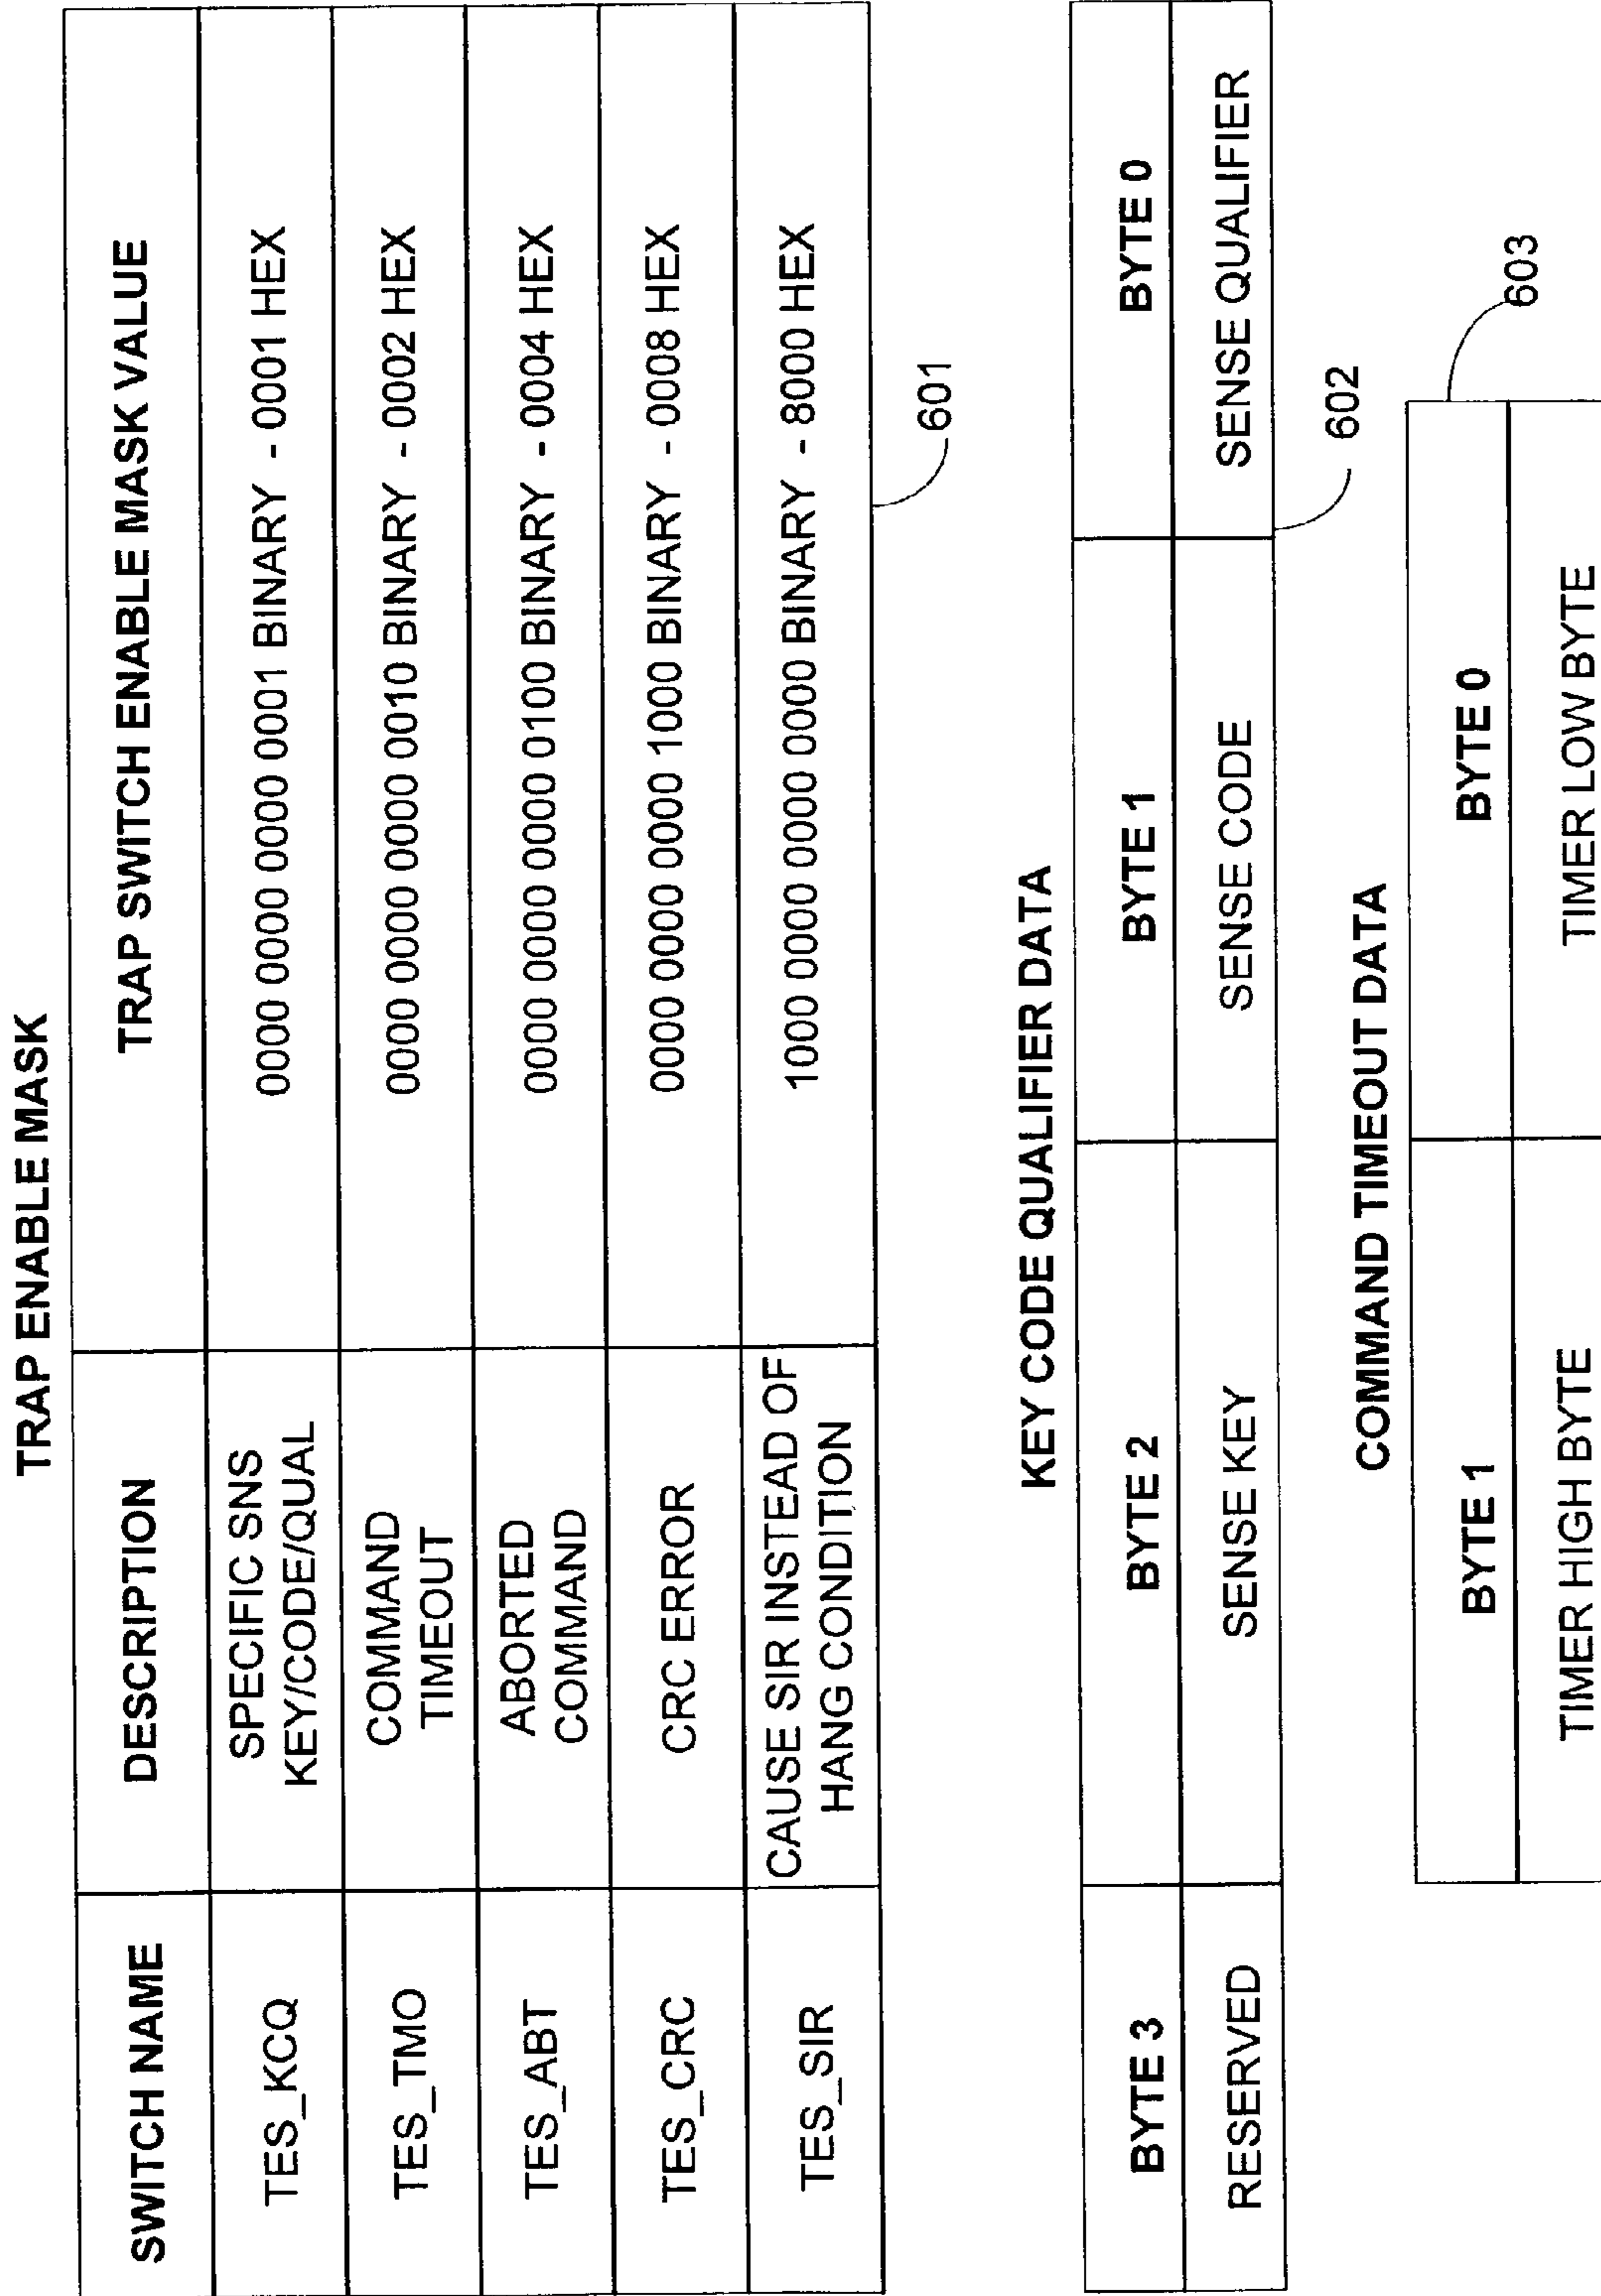 TRAP ENABLE MASK
SWITCH NAME DESCRIPTION TRAP SWITCH ENABLE MASK VALUE
TES_KCQ SPECIFIC SNS KEY/CODE/QUAL 0000 0000 0000 0001 BINARY - 0001 HEX
TES_TMO COMMAND TIMEOUT 0000 0000 0000 0010 BINARY - 0002 HEX
TES_ABT ABORTED COMMAND 0000 0000 0000 0100 BINARY - 0004 HEX
TES_CRC CRC ERROR 0000 0000 0000 1000 BINARY - 0008 HEX
TES_SIR CAUSE SIR INSTEAD OF HANG CONDITION 1000 0000 0000 0000 BINARY - 8000 HEX
601
KEY CODE QUALIFIER DATA
BYTE 3 BYTE 2 BYTE 1 BYTE 0
RESERVED SENSE KEY SENSE CODE SENSE QUALIFIER
602
COMMAND TIMEOUT DATA
BYTE 1 BYTE 0
603
TIMER HIGH BYTE TIMER LOW BYTE